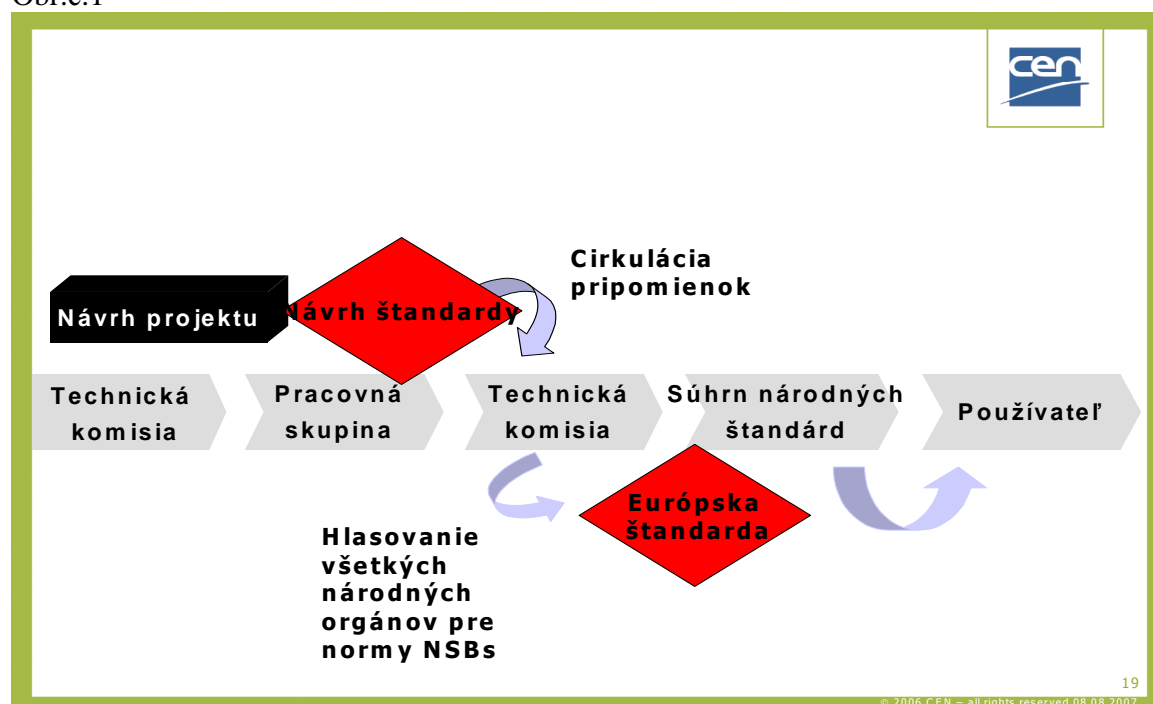 Obr.č.1
cen
Cirkulácia
pripomienok
Návrh projektu
Návrh štandardy
Technická
komisia
Pracovná
skupina
Technická
komisia
Súhrn národných
štandárd
Používateľ
Európska
štandarda
Hlasovanie
všetkých
národných
orgánov pre
normy NSBs
19
© 2006 CEN – all rights reserved 08 08 2007